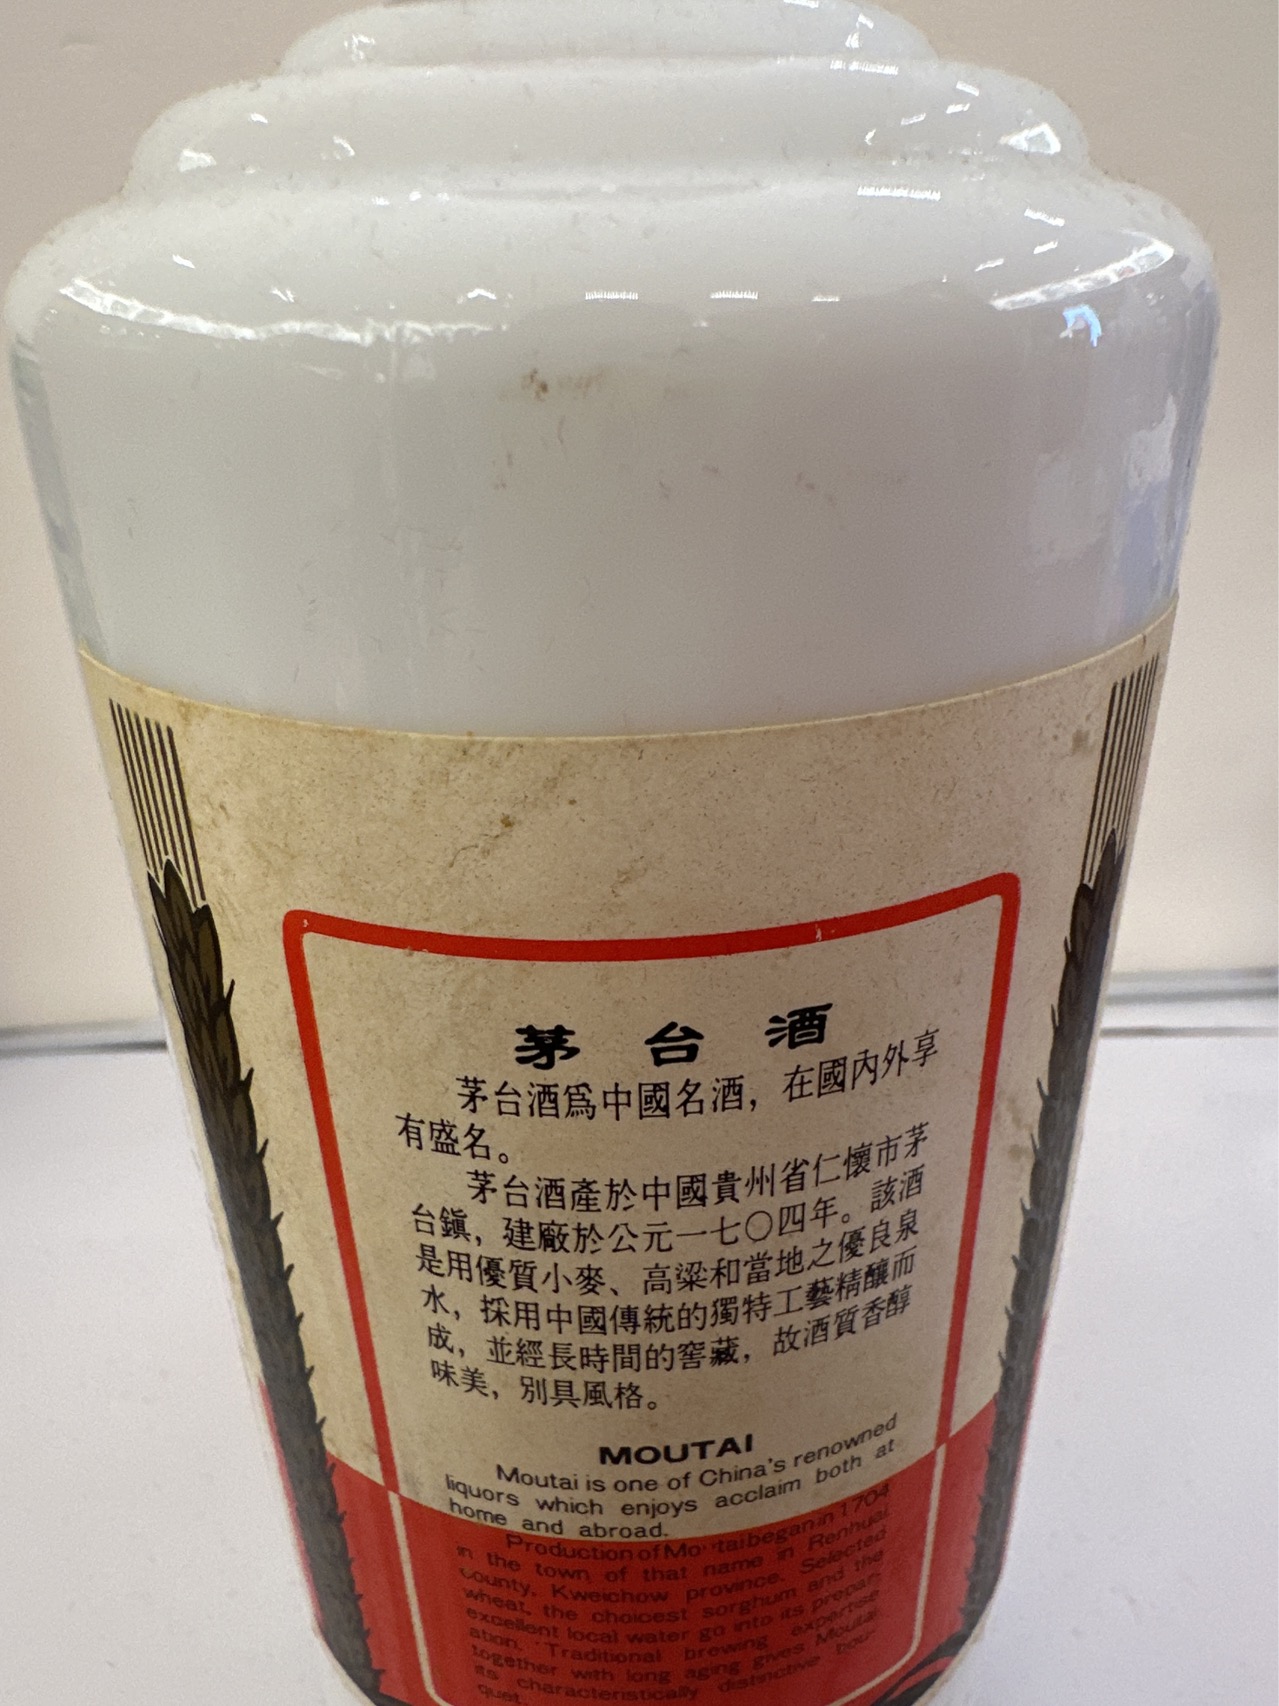 茅台酒
茅台酒爲中國名酒，在國內外享
有盛名。
茅台酒產於中國貴州省仁懷市茅
台鎭，建廠於公元一七〇四年。該酒
是用優質小麥、高粱和當地之優良泉
水，採用中國傳統的獨特工藝精釀而
成，並經長時間的窖藏，故酒質香醇
味美，別具風格。
MOUTAI
Moutai is one of China's renowned
liquors which enjoys acclaim both at
home and abroad.
Production of Moutai began in 1704
in the town of that name in Renhuai
County, Kweichow province. Selected
wheat, the choicest sorghum and the
excellent local water go into its prepar-
ation. Traditional brewing expertise
together with long aging gives Moutai
its characteristically distinctive bou-
quet.